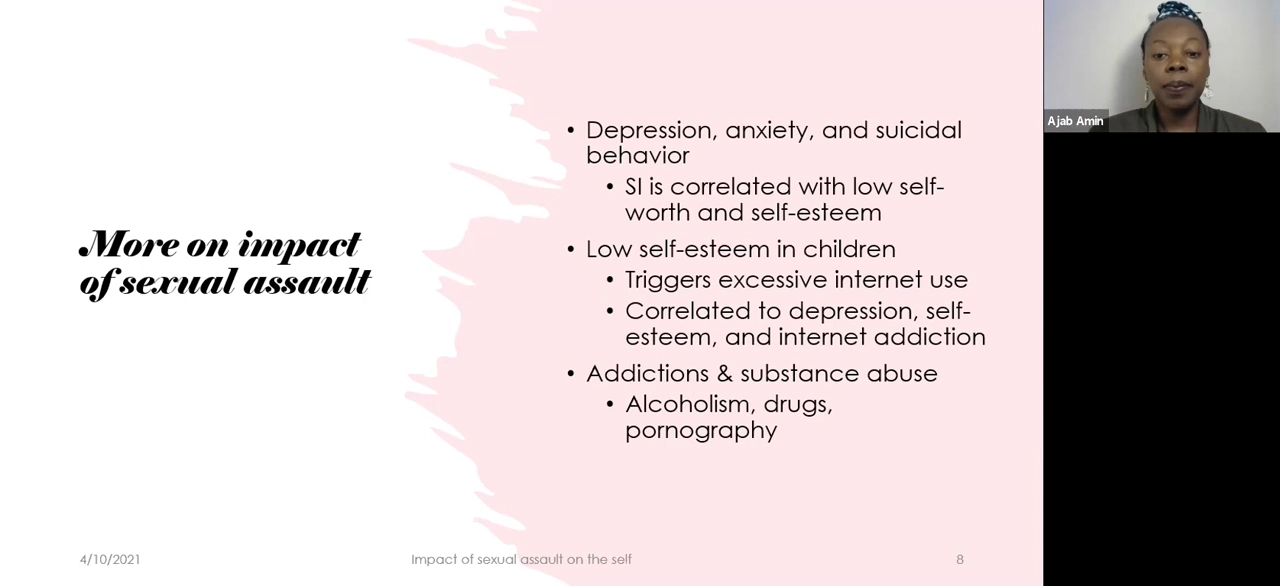 More on impact
of sexual assault
• Depression, anxiety, and suicidal
behavior
• SI is correlated with low self-
worth and self-esteem
• Low self-esteem in children
• Triggers excessive internet use
• Correlated to depression, self-
esteem, and internet addiction
• Addictions & substance abuse
• Alcoholism, drugs,
pornography
4/10/2021
Impact of sexual assault on the self
8
Ajab Amin